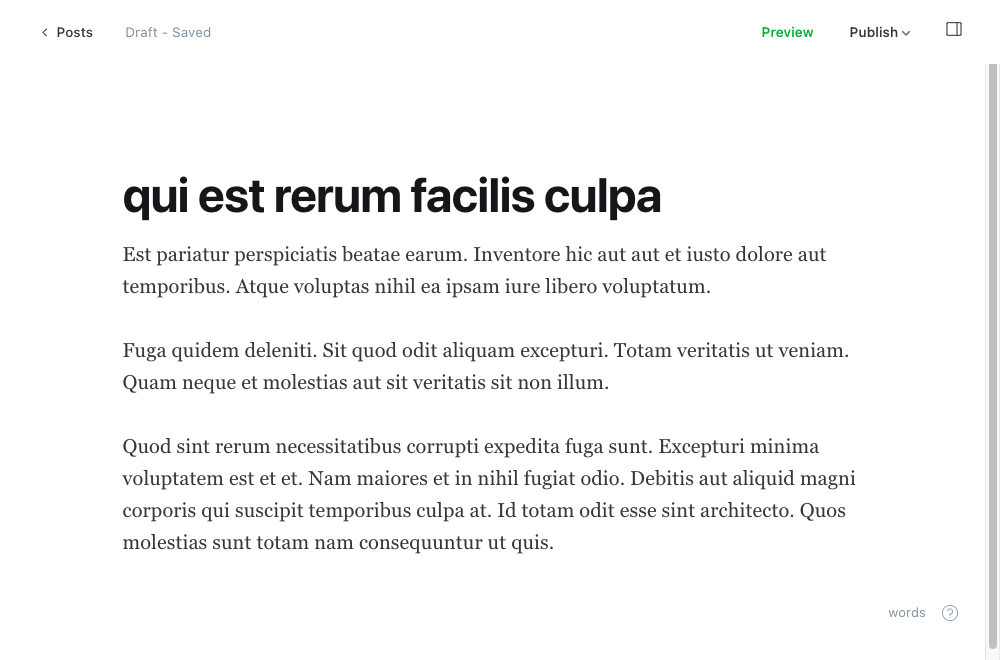 Posts
Draft - Saved
Preview
Publish
qui est rerum facilis culpa
Est pariatur perspiciatis beatae earum. Inventore hic aut aut et iusto dolore aut
temporibus. Atque voluptas nihil ea ipsam iure libero voluptatum.
Fuga quidem deleniti. Sit quod odit aliquam excepturi. Totam veritatis ut veniam.
Quam neque et molestias aut sit veritatis sit non illum.
Quod sint rerum necessitatibus corrupti expedita fuga sunt. Excepturi minima
voluptatem est et et. Nam maiores et in nihil fugiat odio. Debitis aut aliquid magni
corporis qui suscipit temporibus culpa at. Id totam odit esse sint architecto. Quos
molestias sunt totam nam consequuntur ut quis.
words
?